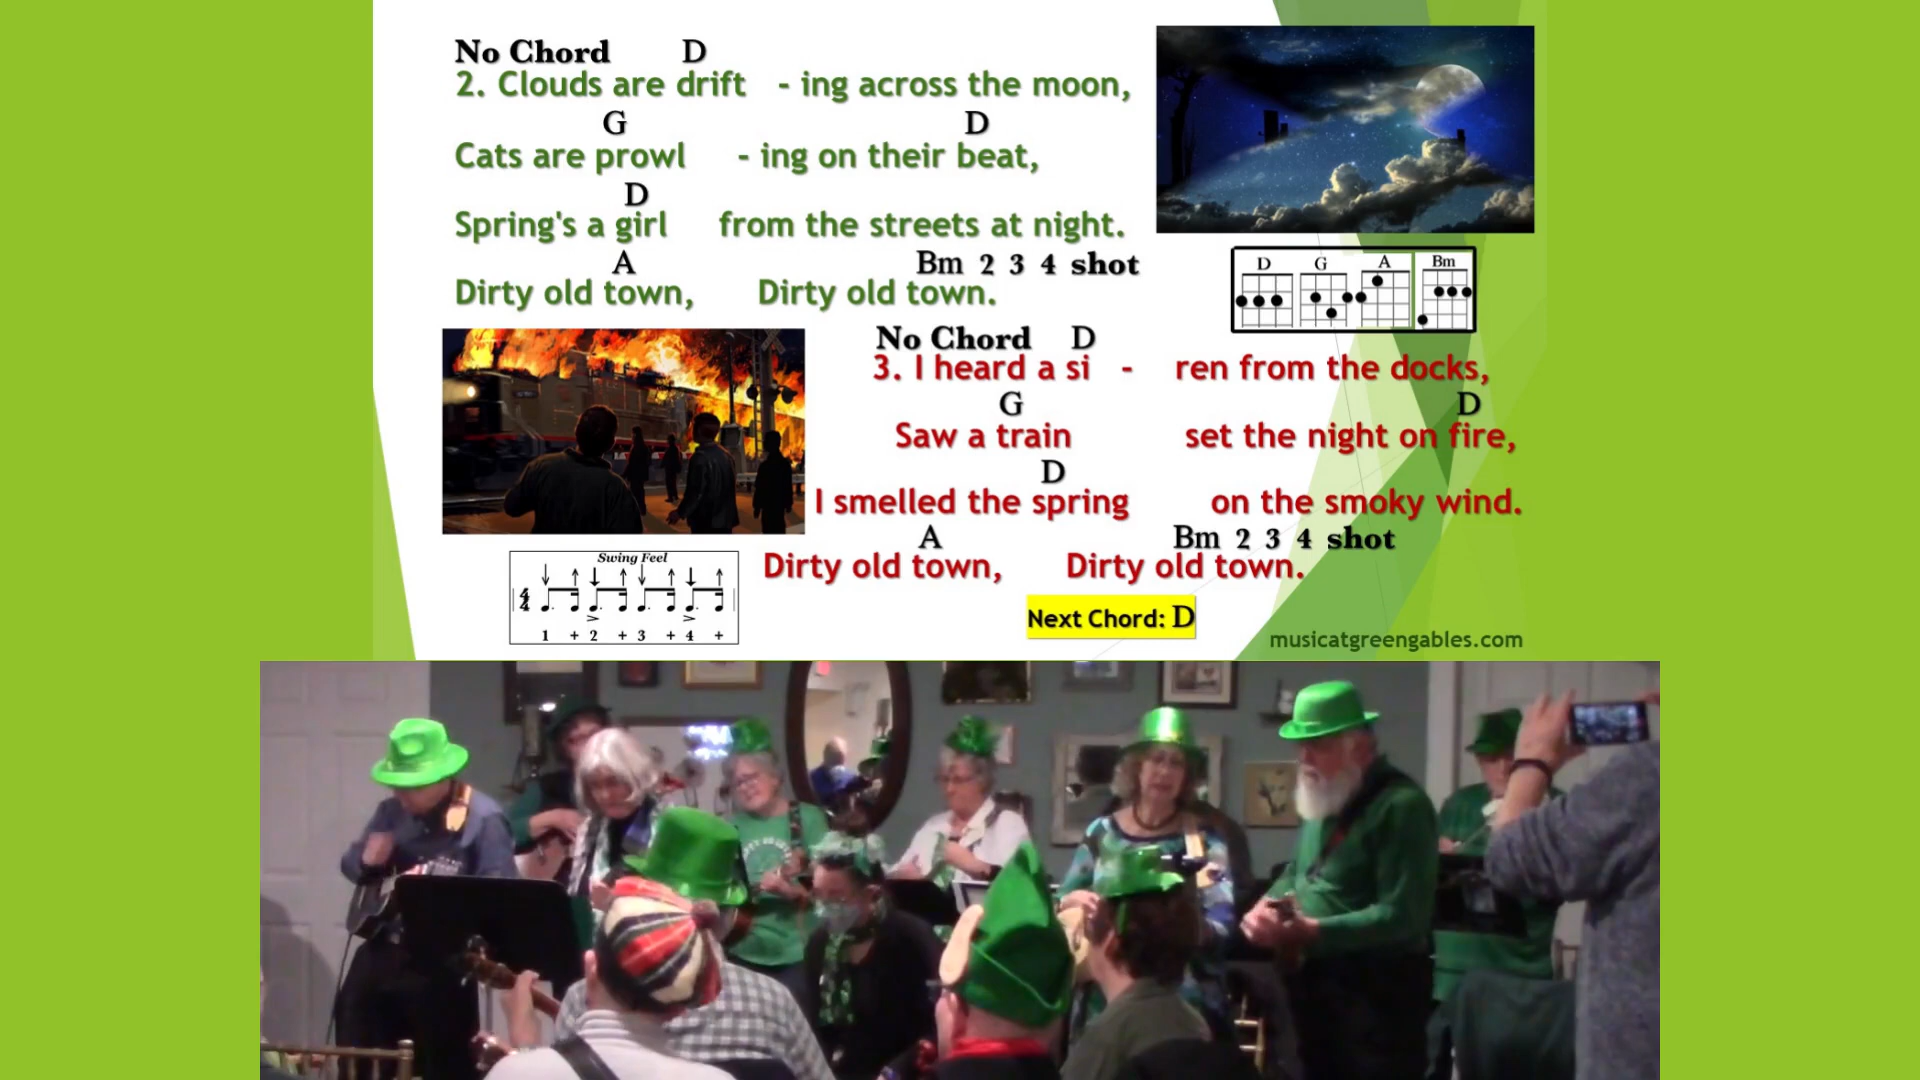 No Chord D
2. Clouds are drift - ing across the moon,
G D
Cats are prowl - ing on their beat,
D
Spring's a girl from the streets at night.
A Bm 2 3 4 shot
Dirty old town, Dirty old town.
D G A Bm
No Chord D
3. I heard a si - ren from the docks,
G D
Saw a train set the night on fire,
D
I smelled the spring on the smoky wind.
A Bm 2 3 4 shot
Dirty old town, Dirty old town.
Swing Feel
4
4
1 + 2 + 3 + 4 +
Next Chord: D
musicatgreengables.com